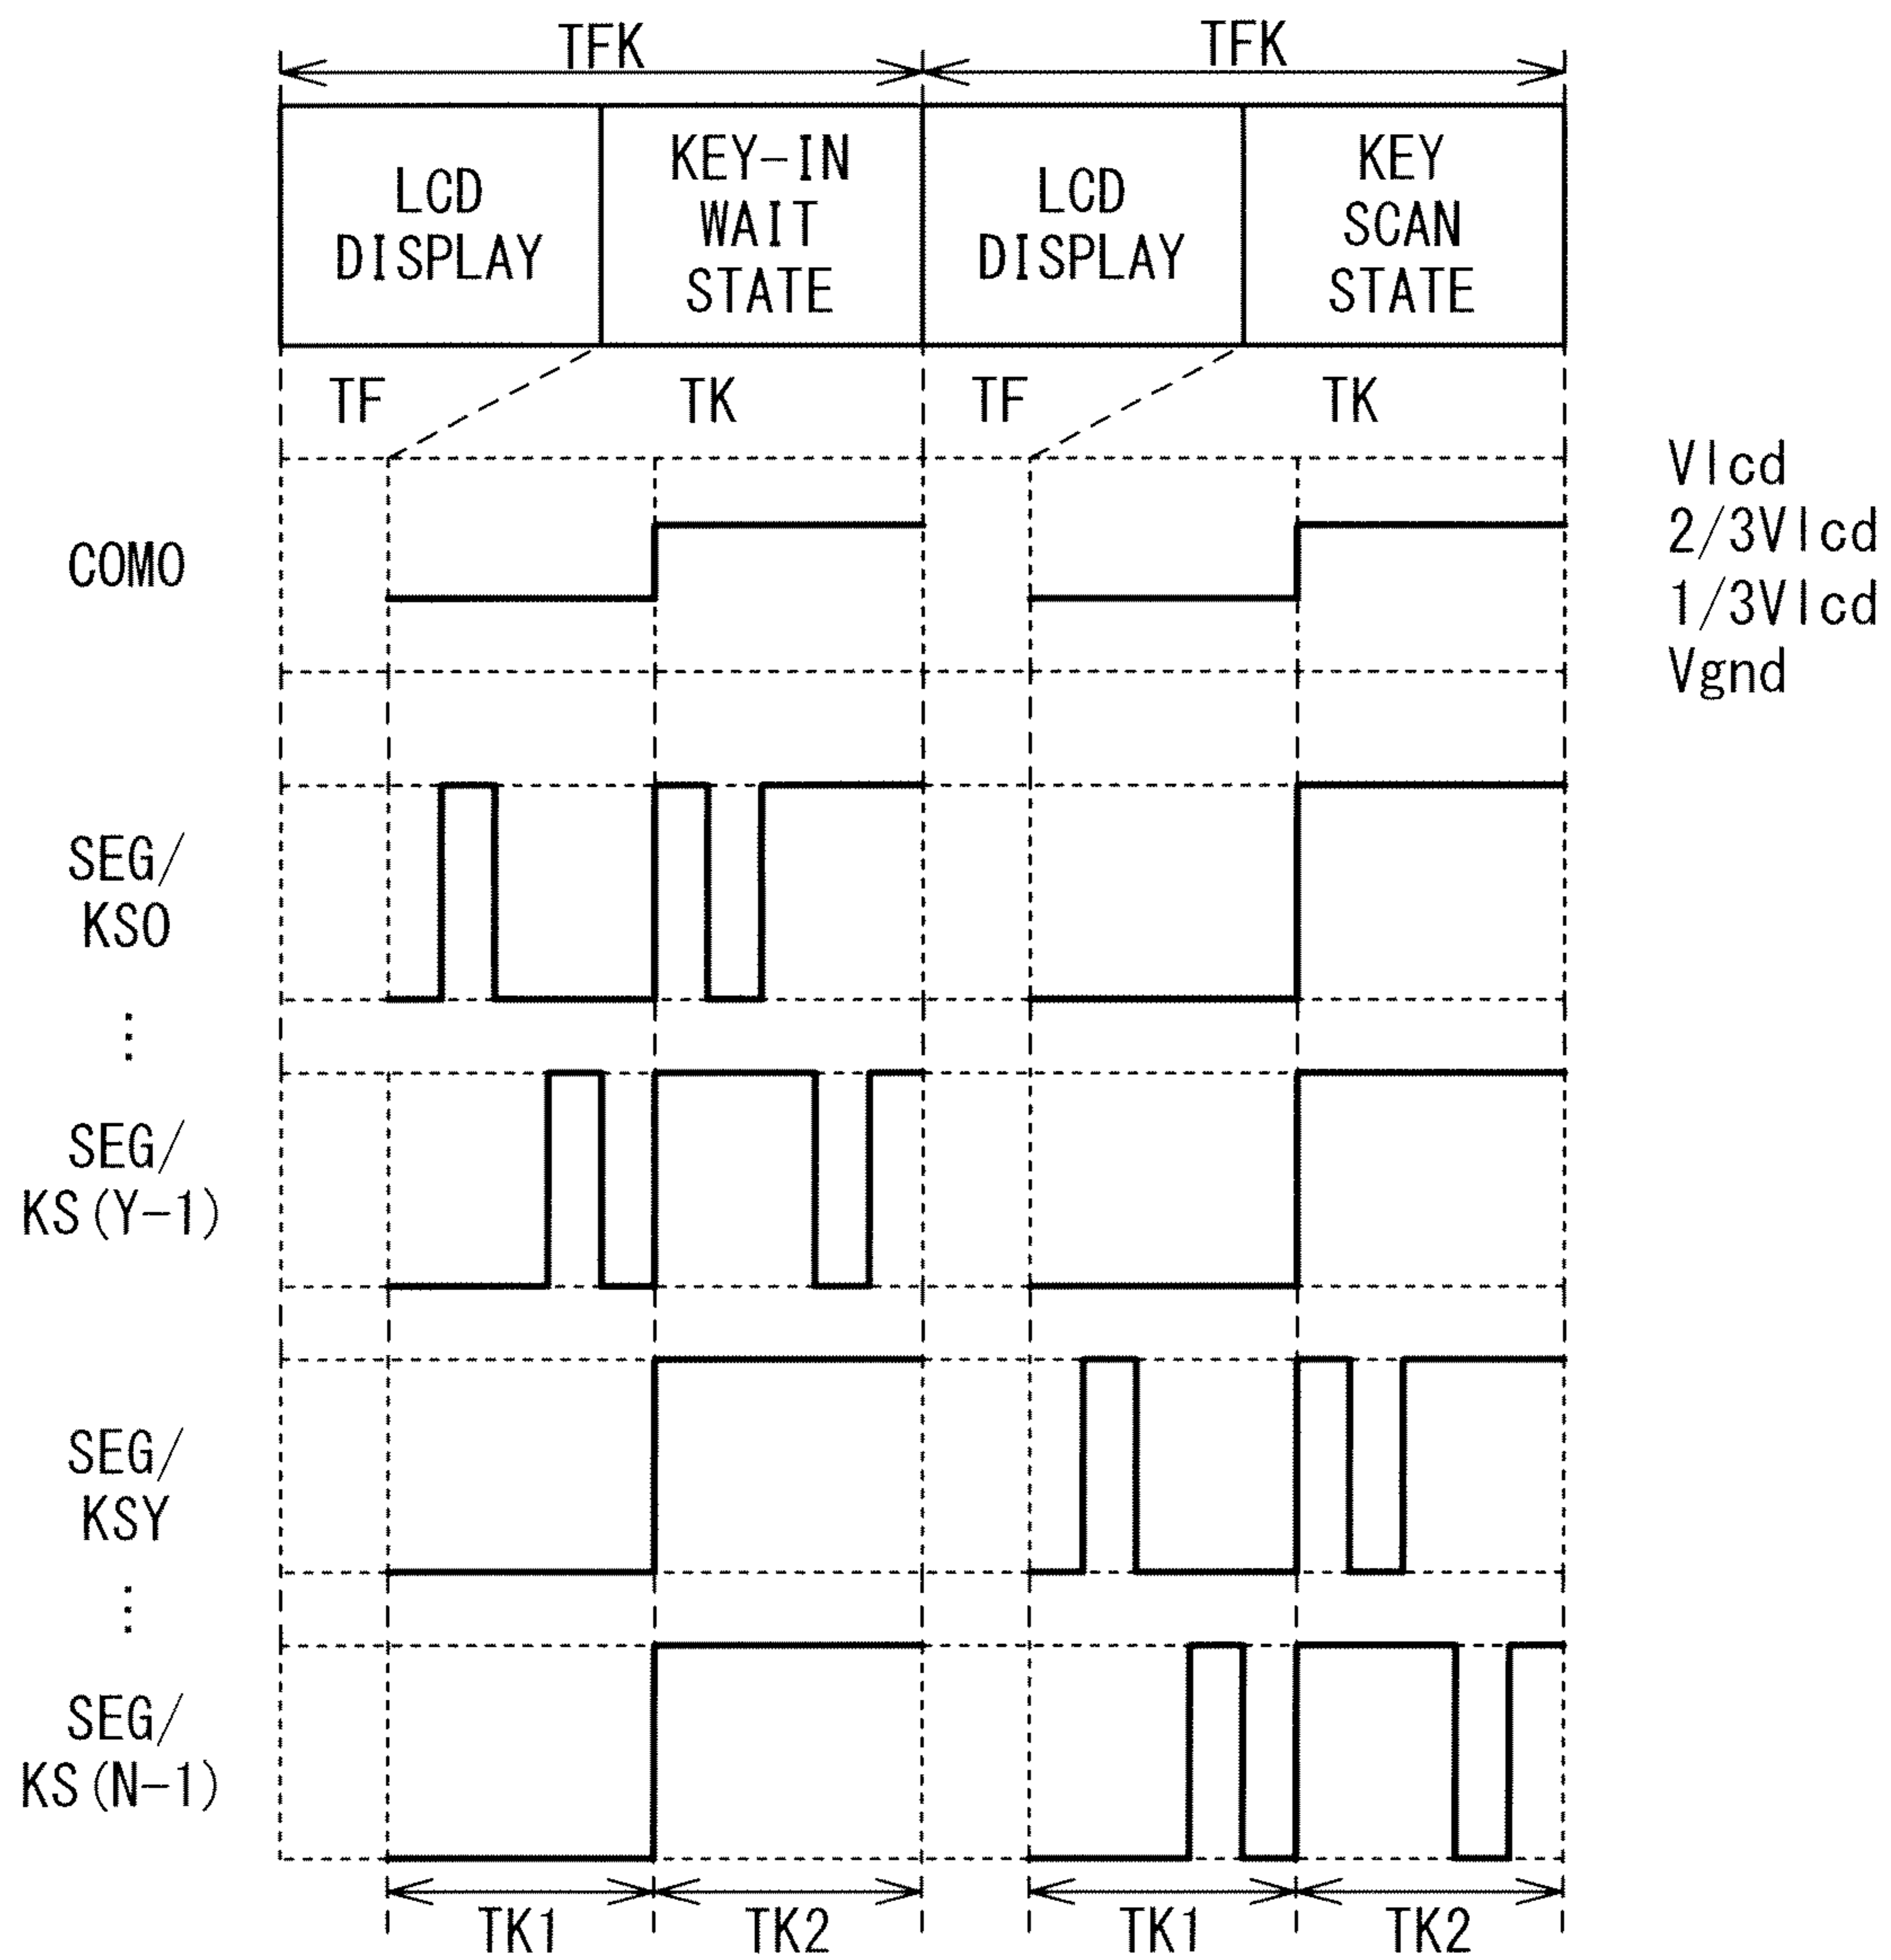 TFK TFK
LCD
DISPLAY
KEY-IN
WAIT
STATE
LCD
DISPLAY
KEY
SCAN
STATE
TF TK TF TK
COM0
Vlcd
2/3Vlcd
1/3Vlcd
Vgnd
SEG/
KS0
⋮
SEG/
KS(Y-1)
SEG/
KSY
⋮
SEG/
KS(N-1)
TK1 TK2 TK1 TK2